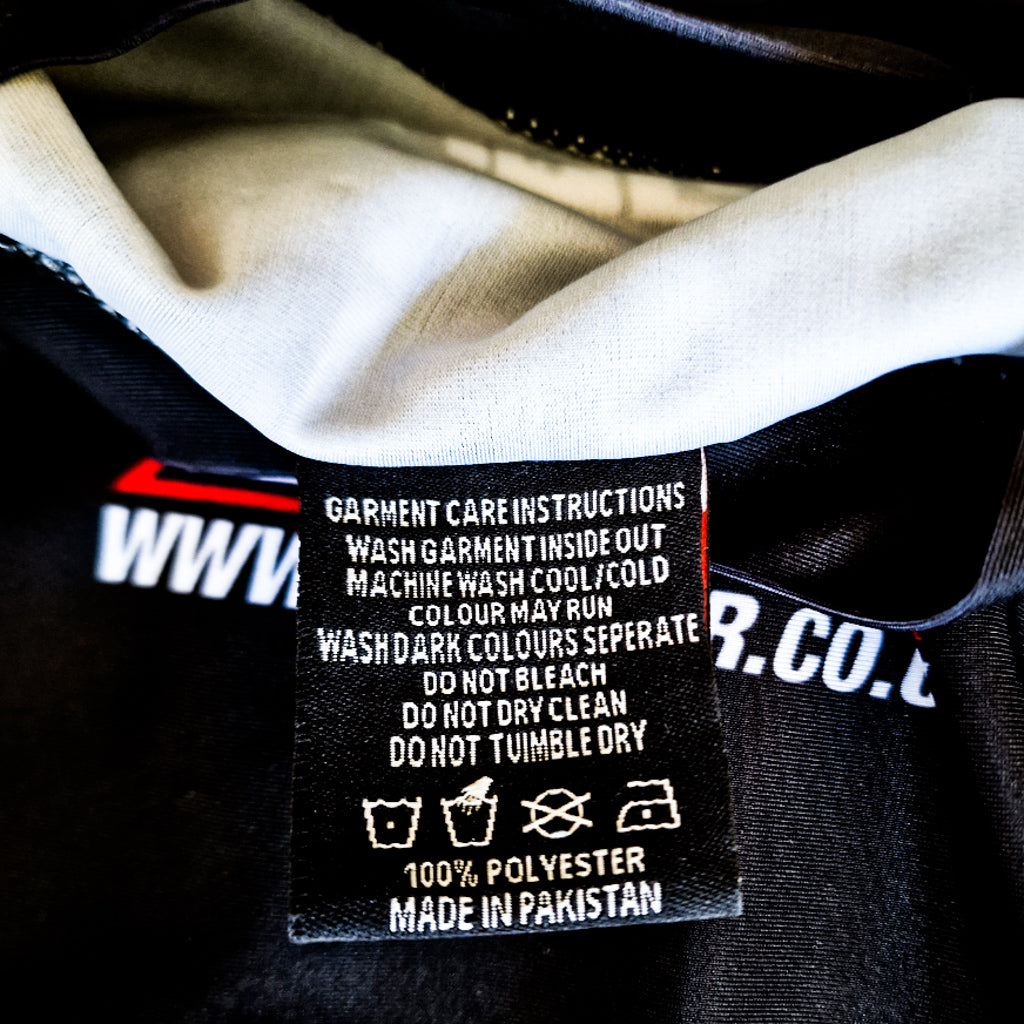 GARMENT CARE INSTRUCTIONS
WASH GARMENT INSIDE OUT
MACHINE WASH COOL/COLD
COLOUR MAY RUN
WASH DARK COLOURS SEPERATE
DO NOT BLEACH
DO NOT DRY CLEAN
DO NOT TUIMBLE DRY
100% POLYESTER
MADE IN PAKISTAN
WWW
R.CO.